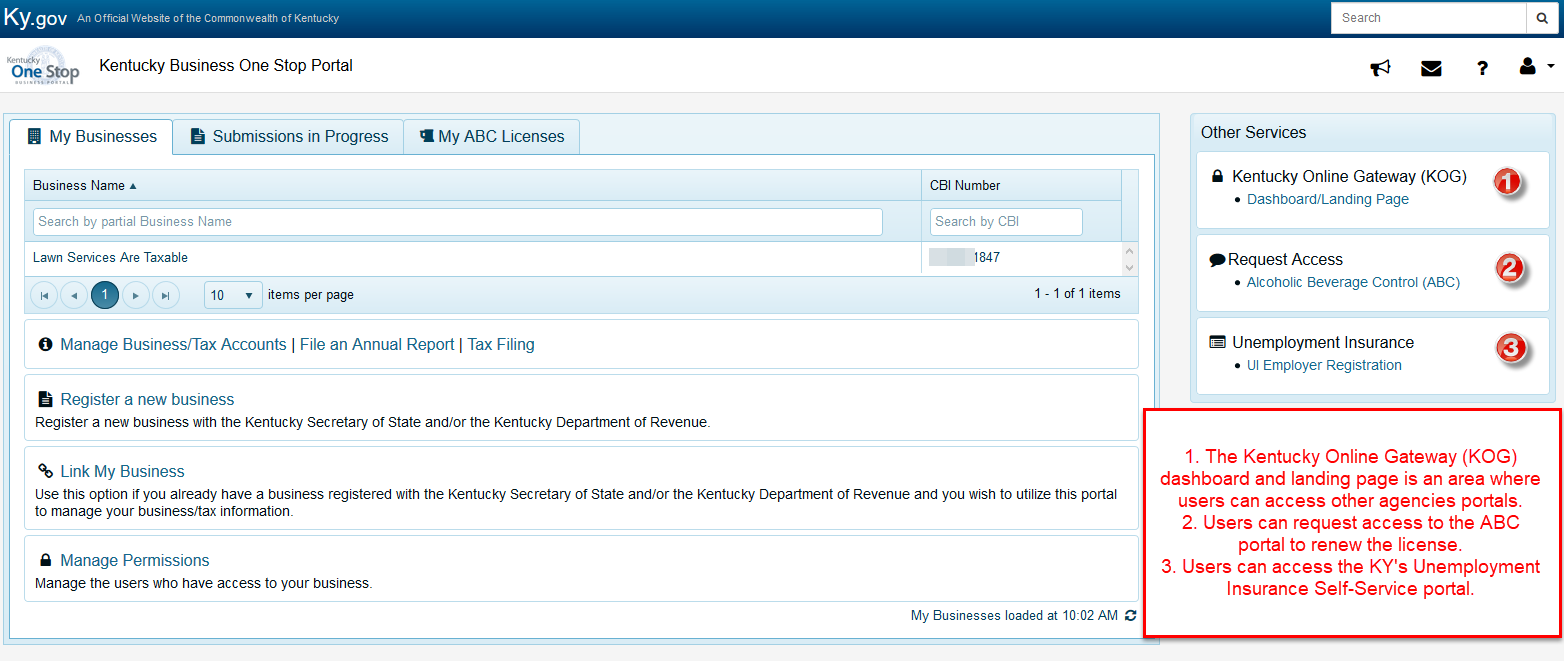 Ky.gov An Official Website of the Commonwealth of Kentucky
Search
Kentucky
One Stop
BUSINESS PORTAL
Kentucky Business One Stop Portal
?
My Businesses
Submissions in Progress
My ABC Licenses
Business Name ▲
CBI Number
Search by partial Business Name
Search by CBI
Lawn Services Are Taxable
1847
1
10
items per page
1 - 1 of 1 items
Manage Business/Tax Accounts | File an Annual Report | Tax Filing
Register a new business
Register a new business with the Kentucky Secretary of State and/or the Kentucky Department of Revenue.
Link My Business
Use this option if you already have a business registered with the Kentucky Secretary of State and/or the Kentucky Department of Revenue and you wish to utilize this portal
to manage your business/tax information.
Manage Permissions
Manage the users who have access to your business.
My Businesses loaded at 10:02 AM
Other Services
Kentucky Online Gateway (KOG)
1
• Dashboard/Landing Page
Request Access
2
• Alcoholic Beverage Control (ABC)
Unemployment Insurance
3
• UI Employer Registration
1. The Kentucky Online Gateway (KOG)
dashboard and landing page is an area where
users can access other agencies portals.
2. Users can request access to the ABC
portal to renew the license.
3. Users can access the KY's Unemployment
Insurance Self-Service portal.